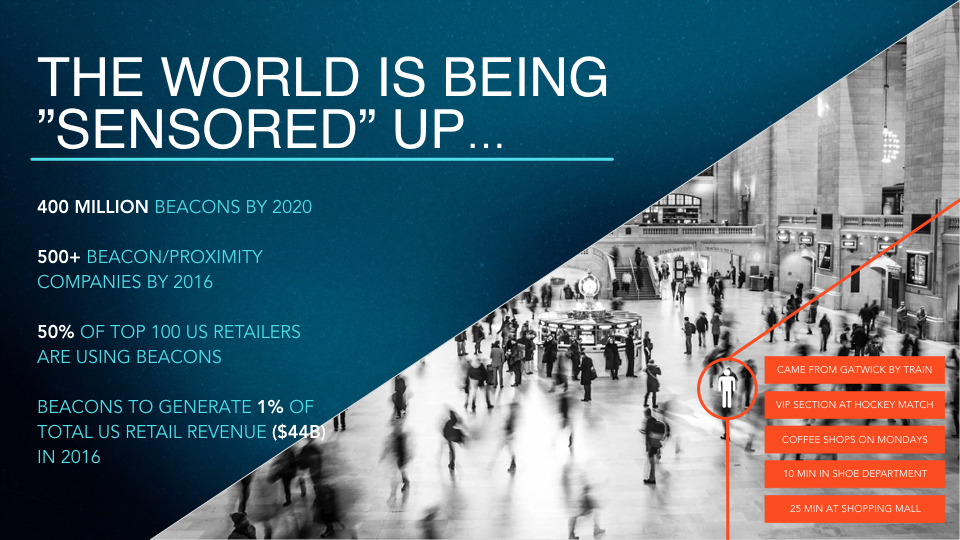 THE WORLD IS BEING
”SENSORED” UP...
400 MILLION BEACONS BY 2020
500+ BEACON/PROXIMITY
COMPANIES BY 2016
50% OF TOP 100 US RETAILERS
ARE USING BEACONS
BEACONS TO GENERATE 1% OF
TOTAL US RETAIL REVENUE ($44B)
IN 2016
CAME FROM GATWICK BY TRAIN
VIP SECTION AT HOCKEY MATCH
COFFEE SHOPS ON MONDAYS
10 MIN IN SHOE DEPARTMENT
25 MIN AT SHOPPING MALL